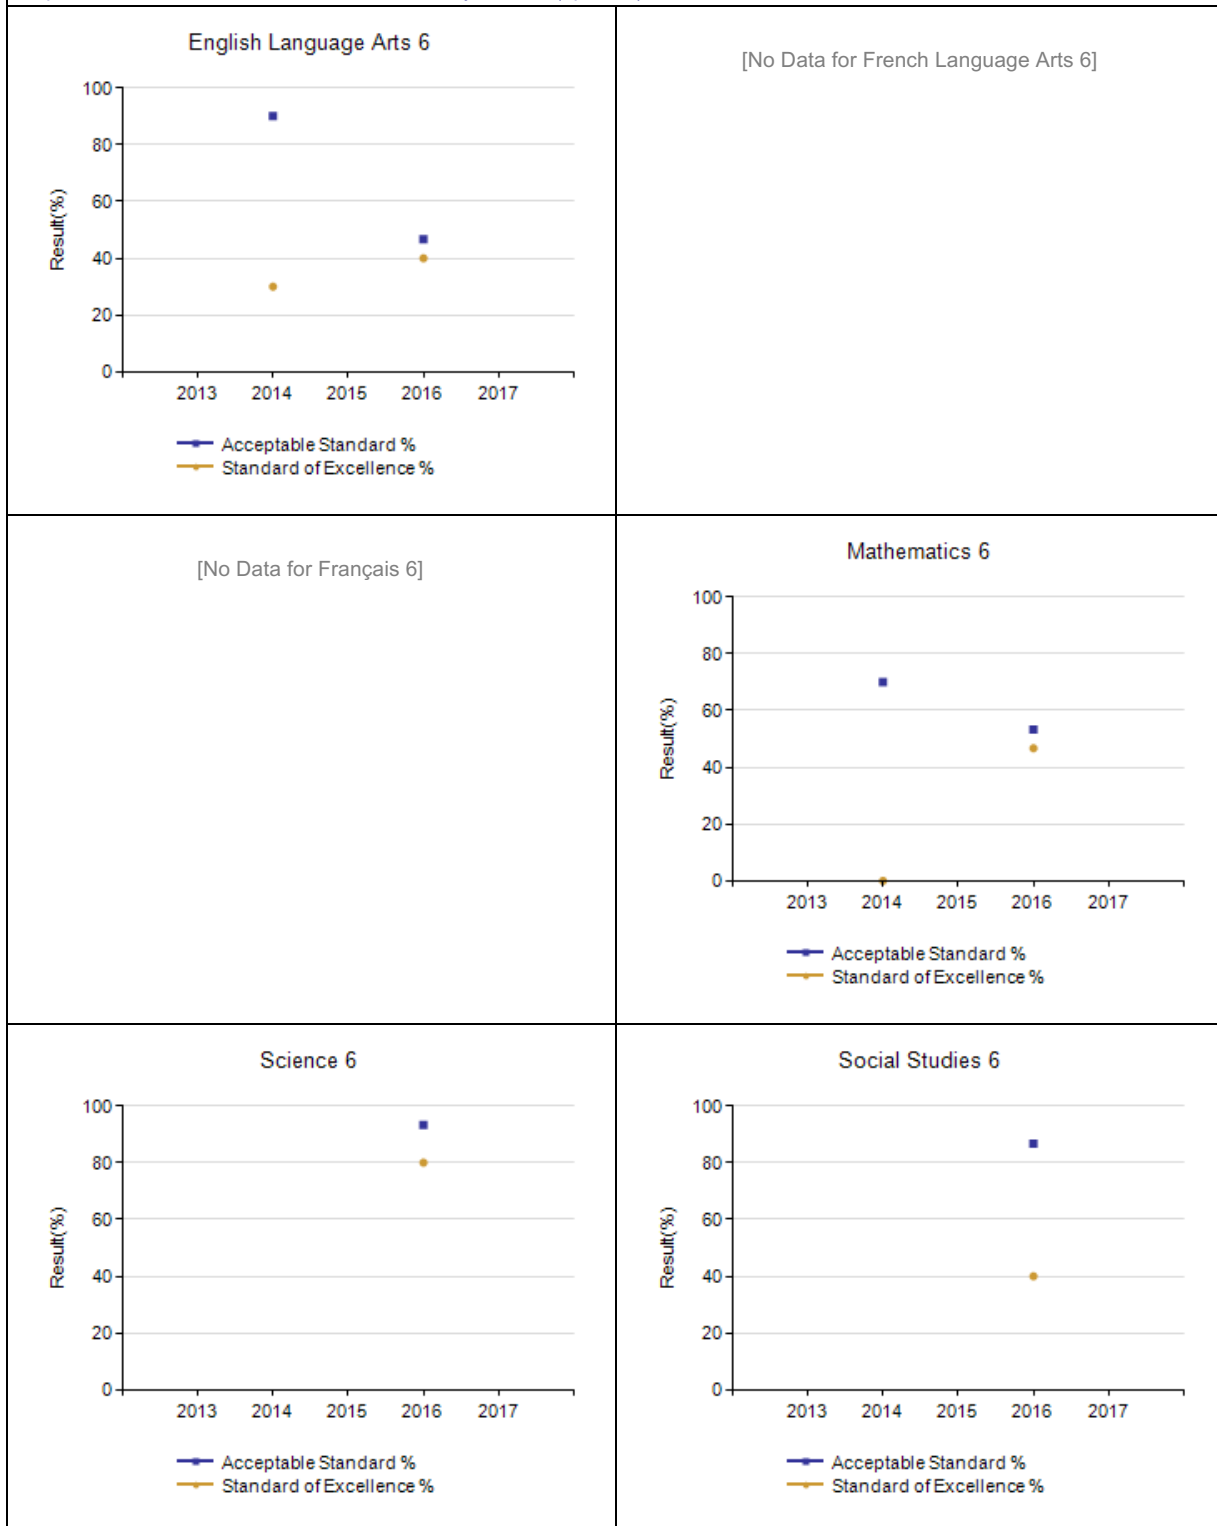 English Language Arts 6
100
80
60
40
20
0
Result(%)
2013 2014 2015 2016 2017
Acceptable Standard %
Standard of Excellence %
[No Data for French Language Arts 6]
[No Data for Français 6]
Mathematics 6
100
80
60
40
20
0
Result(%)
2013 2014 2015 2016 2017
Acceptable Standard %
Standard of Excellence %
Science 6
100
80
60
40
20
0
Result(%)
2013 2014 2015 2016 2017
Acceptable Standard %
Standard of Excellence %
Social Studies 6
100
80
60
40
20
0
Result(%)
2013 2014 2015 2016 2017
Acceptable Standard %
Standard of Excellence %